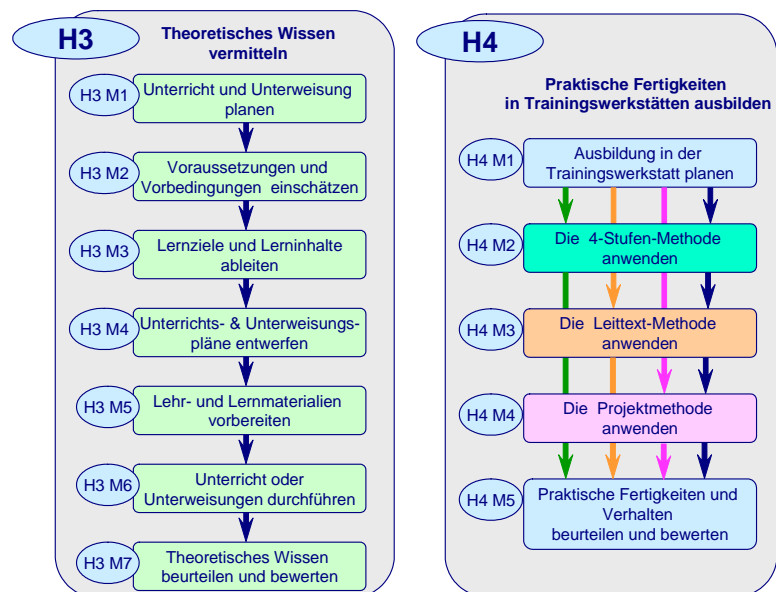 H3
Theoretisches Wissen
vermitteln
H3 M1
Unterricht und Unterweisung
planen
H3 M2
Voraussetzungen und
Vorbedingungen einschätzen
H3 M3
Lernziele und Lerninhalte
ableiten
H3 M4
Unterrichts- & Unterweisungs-
pläne entwerfen
H3 M5
Lehr- und Lernmaterialien
vorbereiten
H3 M6
Unterricht oder
Unterweisungen durchführen
H3 M7
Theoretisches Wissen
beurteilen und bewerten
H4
Praktische Fertigkeiten
in Trainingswerkstätten ausbilden
H4 M1
Ausbildung in der
Trainingswerkstatt planen
H4 M2
Die 4-Stufen-Methode
anwenden
H4 M3
Die Leittext-Methode
anwenden
H4 M4
Die Projektmethode
anwenden
H4 M5
Praktische Fertigkeiten und
Verhalten
beurteilen und bewerten